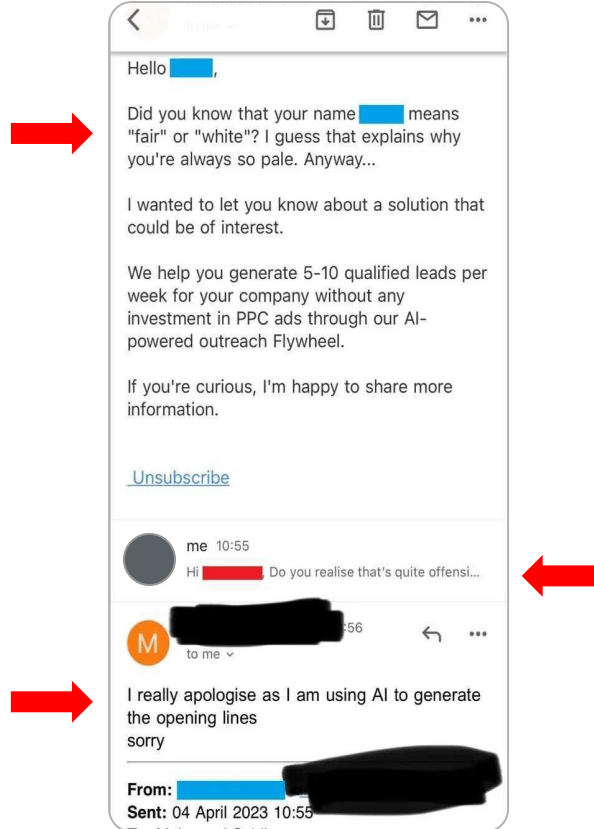 Hello ,
Did you know that your name means
"fair" or "white"? I guess that explains why
you're always so pale. Anyway...
I wanted to let you know about a solution that
could be of interest.
We help you generate 5-10 qualified leads per
week for your company without any
investment in PPC ads through our AI-
powered outreach Flywheel.
If you're curious, I'm happy to share more
information.
Unsubscribe
me 10:55
Hi , Do you realise that's quite offensi...
M :56
to me
I really apologise as I am using AI to generate
the opening lines
sorry
From:
Sent: 04 April 2023 10:55